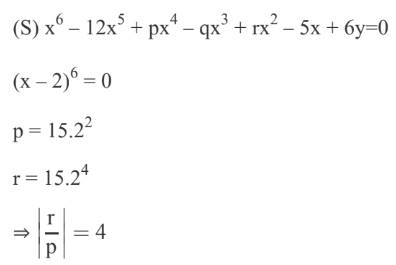 (S) x⁶ – 12x⁵ + px⁴ – qx³ + rx² – 5x + 6y=0
(x – 2)⁶ = 0
p = 15.2²
r = 15.2⁴
⇒ |r/p| = 4